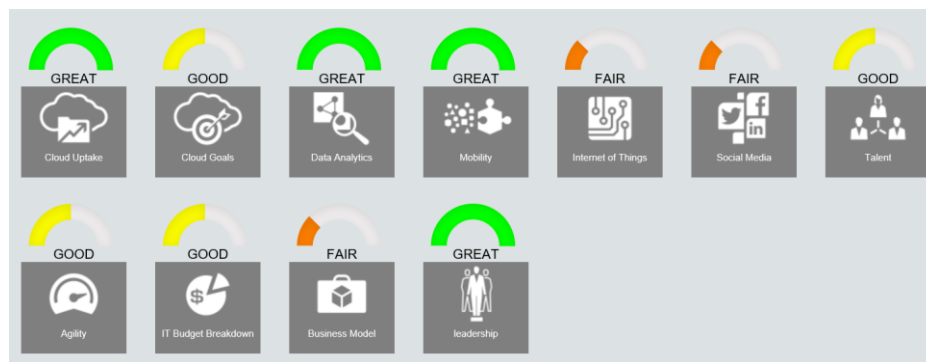 GREAT
GOOD
GREAT
GREAT
FAIR
FAIR
GOOD
Cloud Uptake
Cloud Goals
Data Analytics
Mobility
Internet of Things
Social Media
Talent
GOOD
GOOD
FAIR
GREAT
$
Agility
IT Budget Breakdown
Business Model
leadership